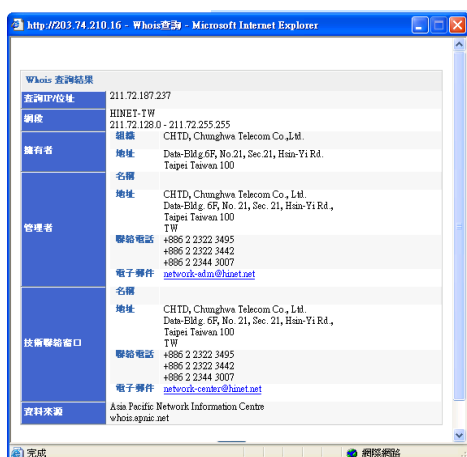 http://203.74.210.16 - Whois查詢 - Microsoft Internet Explorer
Whois 查詢結果
查詢IP/位址 211.72.187.237
網段 HINET-TW
211.72.128.0 - 211.72.255.255
擁有者 組織 CHTD, Chunghwa Telecom Co.,Ltd.
地址 Data-Bldg.6F, No.21, Sec.21, Hsin-Yi Rd.
Taipei Taiwan 100
管理者 名稱
地址 CHTD, Chunghwa Telecom Co., Ltd.
Data-Bldg. 6F, No. 21, Sec. 21, Hsin-Yi Rd.,
Taipei Taiwan 100
TW
聯絡電話 +886 2 2322 3495
+886 2 2322 3442
+886 2 2344 3007
電子郵件 network-adm@hinet.net
技術聯絡窗口 名稱
地址 CHTD, Chunghwa Telecom Co., Ltd.
Data-Bldg. 6F, No. 21, Sec. 21, Hsin-Yi Rd.,
Taipei Taiwan 100
TW
聯絡電話 +886 2 2322 3495
+886 2 2322 3442
+886 2 2344 3007
電子郵件 network-center@hinet.net
資料來源 Asia Pacific Network Information Centre
whois.apnic.net
完成 網際網路